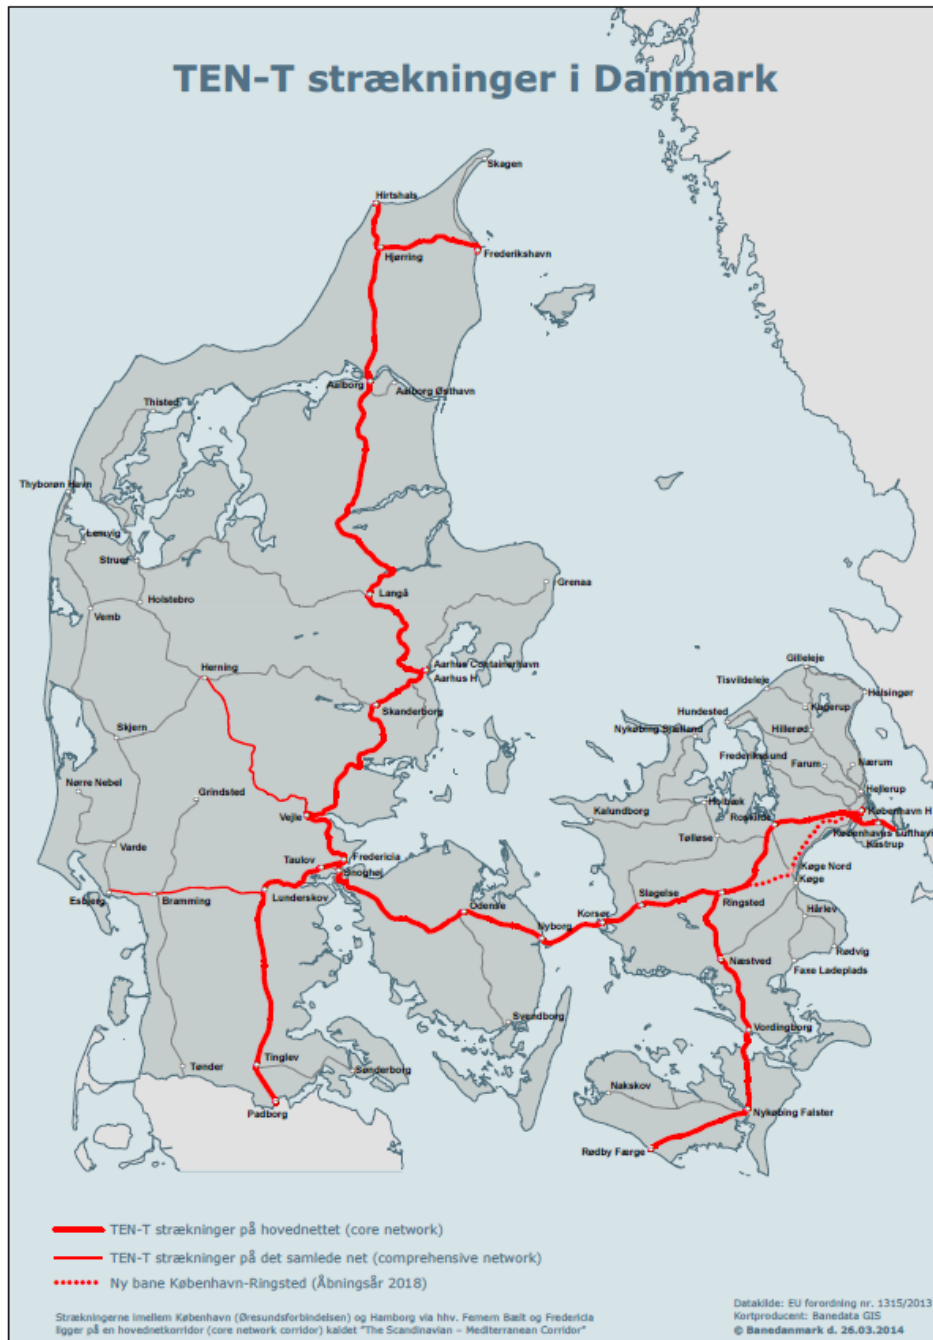 TEN-T strækninger i Danmark
Skagen
Hirtshals
Hjørring
Frederikshavn
Aalborg
Aalborg Østhavn
Thisted
Thyborøn Havn
Lemvig
Struer
Grenaa
Langå
Holstebro
Vemb
Aarhus Containerhavn
Aarhus H
Herning
Gilleleje
Tisvildeleje
Helsingør
Skanderborg
Kagerup
Hundested
Skjern
Nykøbing Sjælland
Hillerød
Frederikssund
Farum
Nærum
Nørre Nebel
Grindsted
Hellerup
Holbæk
Kalundborg
København H
Vejle
Roskilde
Københavns Lufthavn
Tølløse
Kastrup
Varde
Fredericia
Taulov
Snoghøj
Køge Nord
Køge
Esbjerg
Bramming
Lunderskov
Slagelse
Ringsted
Odense
Korsør
Hårlev
Nyborg
Rødvig
Næstved
Faxe Ladeplads
Svendborg
Vordingborg
Tønder
Tinglev
Sønderborg
Nakskov
Padborg
Nykøbing Falster
Rødby Færge
TEN-T strækninger på hovednettet (core network)
TEN-T strækninger på det samlede net (comprehensive network)
Ny bane København-Ringsted (Åbningsår 2018)
Strækningerne imellem København (Øresundsforbindelsen) og Hamborg via hhv. Femern Bælt og Fredericia
ligger på en hovednetkorridor (core network corridor) kaldet "The Scandinavian – Mediterranean Corridor"
Datakilde: EU forordning nr. 1315/2013
Kortproducent: Banedata GIS
© Banedanmark d. 26.03.2014